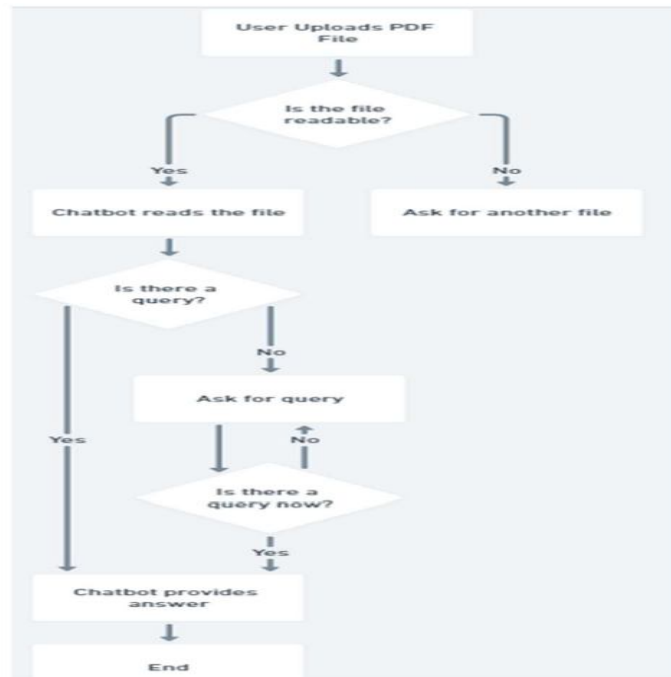 User Uploads PDF
File
Is the file
readable?
Yes
No
Chatbot reads the file
Ask for another file
Is there a
query?
No
Ask for query
Yes
No
Is there a
query now?
Yes
Chatbot provides
answer
End